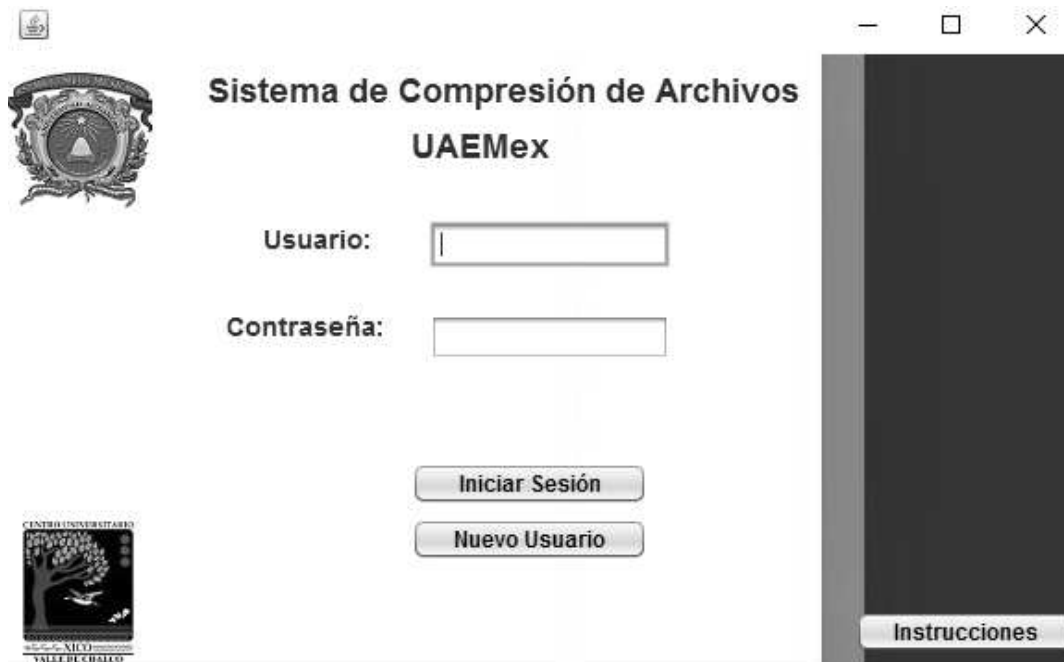 Sistema de Compresión de Archivos
UAEMex
Usuario:
Contraseña:
Iniciar Sesión
Nuevo Usuario
CENTRO UNIVERSITARIO
XICO
VALLE DE CHALCO
Instrucciones